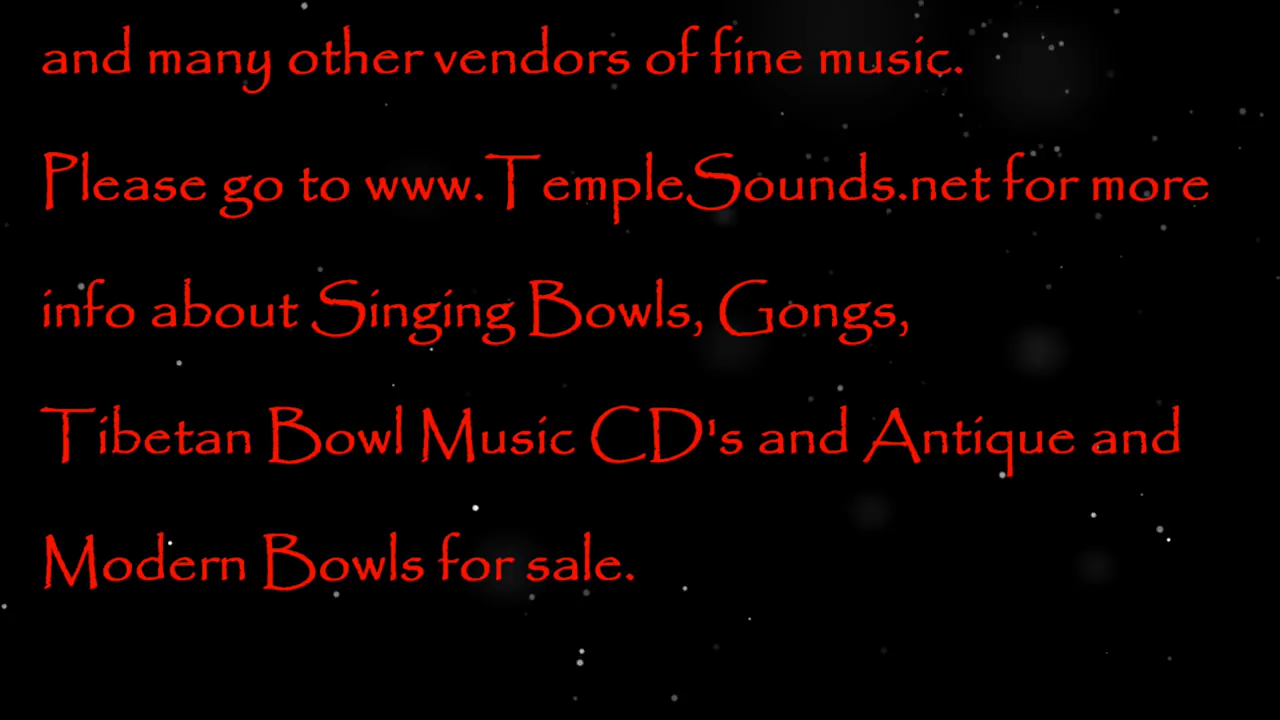 and many other vendors of fine music.
Please go to www.TempleSounds.net for more
info about Singing Bowls, Gongs,
Tibetan Bowl Music CD's and Antique and
Modern Bowls for sale.